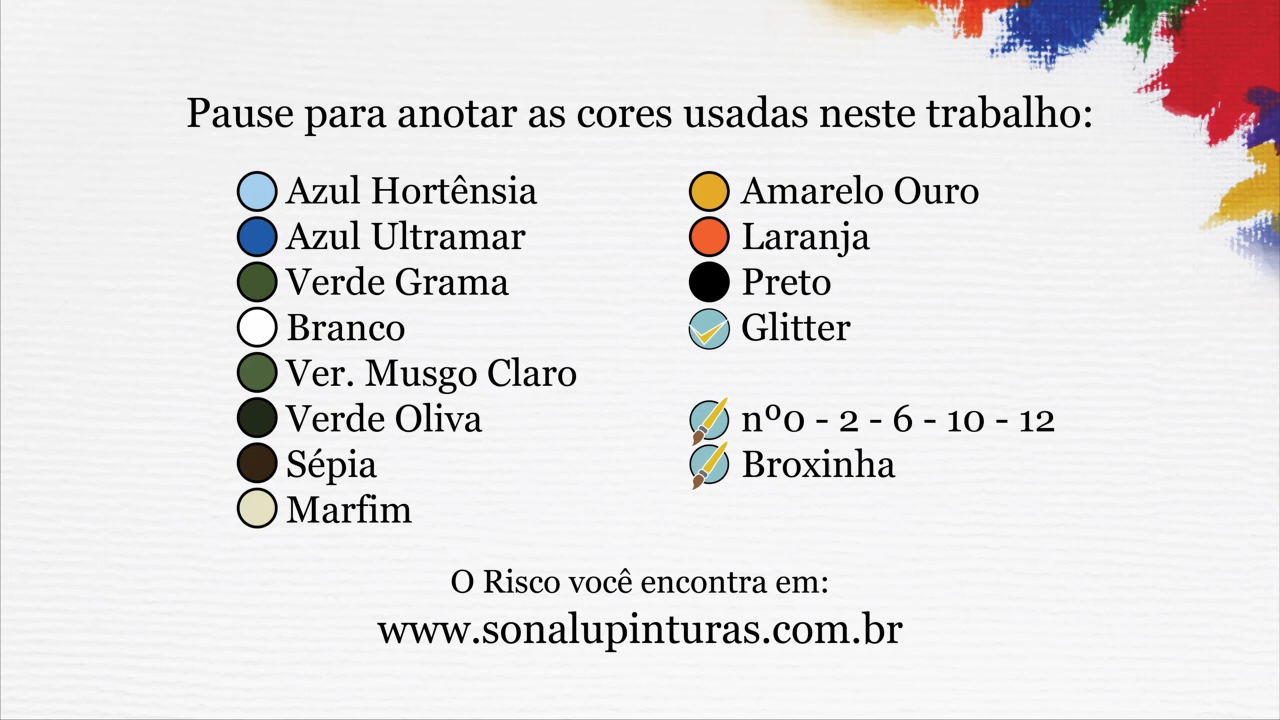 Pause para anotar as cores usadas neste trabalho:
Azul Hortênsia
Azul Ultramar
Verde Grama
Branco
Ver. Musgo Claro
Verde Oliva
Sépia
Marfim
Amarelo Ouro
Laranja
Preto
Glitter
nº0 - 2 - 6 - 10 - 12
Broxinha
O Risco você encontra em:
www.sonalupinturas.com.br